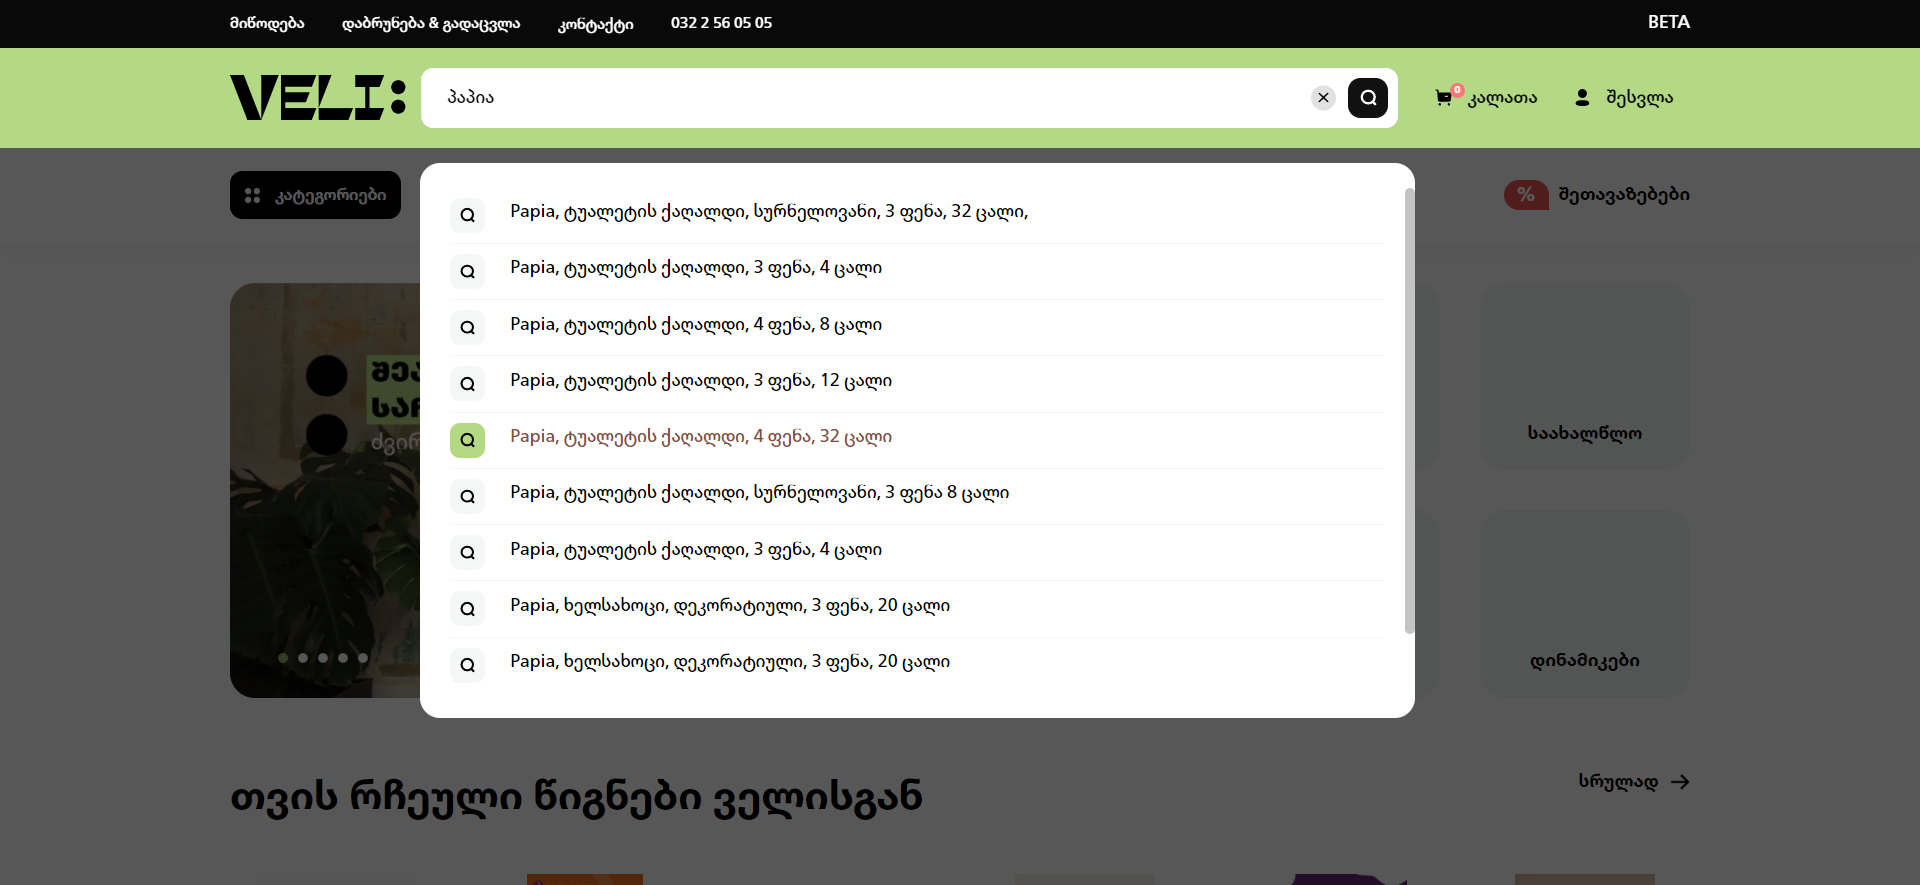 მიწოდება დაბრუნება & გადაცვლა კონტაქტი 032 2 56 05 05 BETA
VELI:
პაპია
0 კალათა
შესვლა
კატეგორიები
% შეთავაზებები
Papia, ტუალეტის ქაღალდი, სურნელოვანი, 3 ფენა, 32 ცალი,
Papia, ტუალეტის ქაღალდი, 3 ფენა, 4 ცალი
Papia, ტუალეტის ქაღალდი, 4 ფენა, 8 ცალი
Papia, ტუალეტის ქაღალდი, 3 ფენა, 12 ცალი
Papia, ტუალეტის ქაღალდი, 4 ფენა, 32 ცალი
Papia, ტუალეტის ქაღალდი, სურნელოვანი, 3 ფენა 8 ცალი
Papia, ტუალეტის ქაღალდი, 3 ფენა, 4 ცალი
Papia, ხელსახოცი, დეკორატიული, 3 ფენა, 20 ცალი
Papia, ხელსახოცი, დეკორატიული, 3 ფენა, 20 ცალი
საახალწლო
დინამიკები
თვის რჩეული წიგნები ველისგან
სრულად